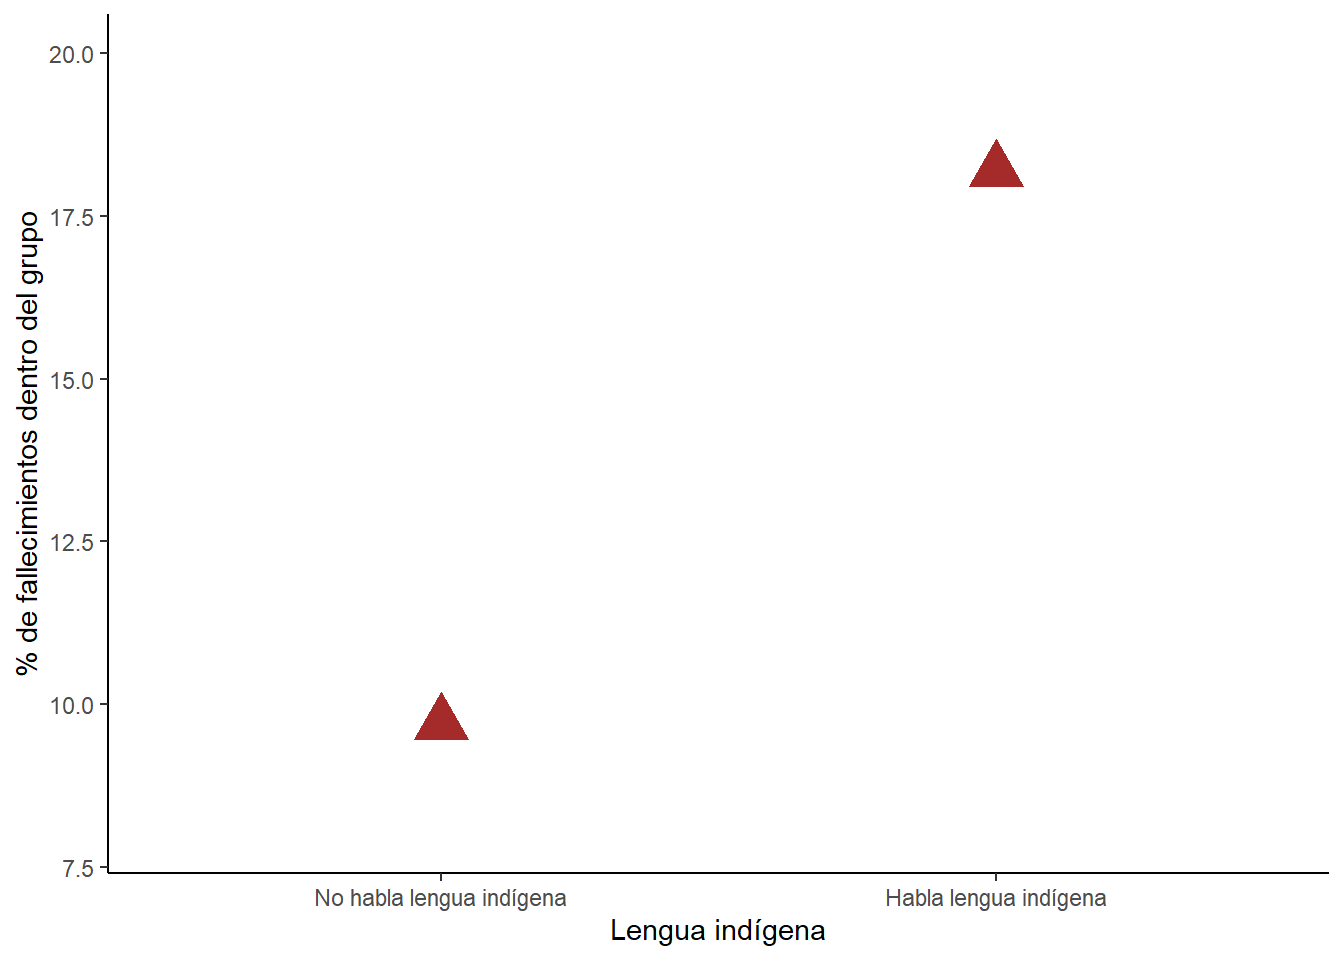 % de fallecimientos dentro del grupo
20.0
17.5
15.0
12.5
10.0
7.5
No habla lengua indígena
Habla lengua indígena
Lengua indígena